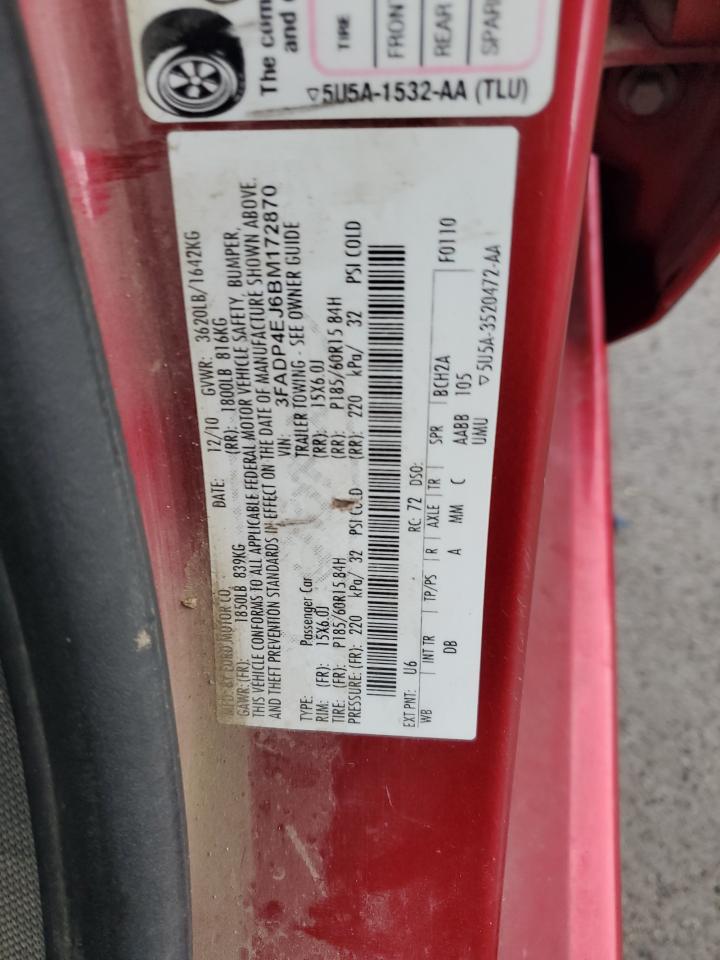 The com
and c
TIRE
FRONT
REAR
SPAR
▽5U5A-1532-AA (TLU)
MFD. BY FORD MOTOR CO.
DATE: 12/10 GVWR: 3620LB/1642KG
GAWR: (FR): 1850LB 839KG (RR): 1800LB 816KG
THIS VEHICLE CONFORMS TO ALL APPLICABLE FEDERAL MOTOR VEHICLE SAFETY, BUMPER,
AND THEFT PREVENTION STANDARDS IN EFFECT ON THE DATE OF MANUFACTURE SHOWN ABOVE.
VIN: 3FADP4EJ6BM172870
TYPE: Passenger Car TRAILER TOWING - SEE OWNER GUIDE
RIM: (FR): 15X6.0J (RR): 15X6.0J
TIRE: (FR): P185/60R15 84H (RR): P185/60R15 84H
PRESSURE: (FR): 220 kPa/ 32 PSI COLD (RR): 220 kPa/ 32 PSI COLD
EXT PNT: U6 RC: 72 DSO: F0110
WB INT TR TP/PS R AXLE TR SPR BCH2A
DB A MM C AABB 105
UMU
▽5U5A-3520472-AA